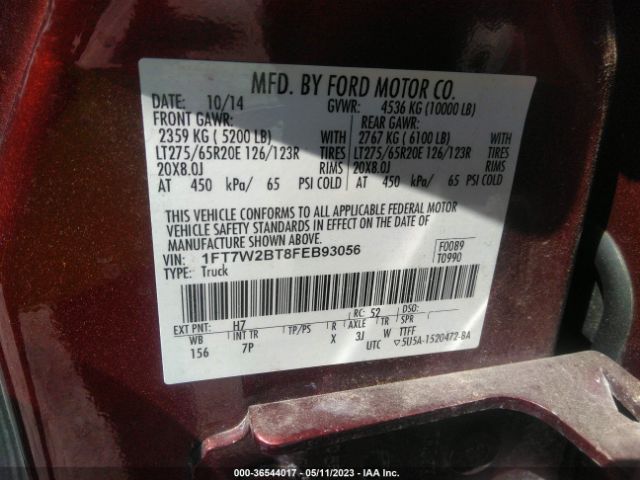 MFD. BY FORD MOTOR CO.
DATE: 10/14 GVWR: 4536 KG (10000 LB)
FRONT GAWR: REAR GAWR:
2359 KG ( 5200 LB) WITH 2767 KG ( 6100 LB) WITH
LT275/65R20E 126/123R TIRES LT275/65R20E 126/123R TIRES
20X8.0J RIMS 20X8.0J RIMS
AT 450 kPa/ 65 PSI COLD AT 450 kPa/ 65 PSI COLD
THIS VEHICLE CONFORMS TO ALL APPLICABLE FEDERAL MOTOR
VEHICLE SAFETY STANDARDS IN EFFECT ON THE DATE OF
MANUFACTURE SHOWN ABOVE.
VIN: 1FT7W2BT8FEB93056 F0089
TYPE: Truck T0990
EXT PNT: H7 RC: 52 DSO:
WB INT TR TP/PS R AXLE TR SPR
156 7P X 3J W TTFF
UTC ▽5U5A-1520472-BA
000-36544017 — 05/11/2023 — IAA Inc.